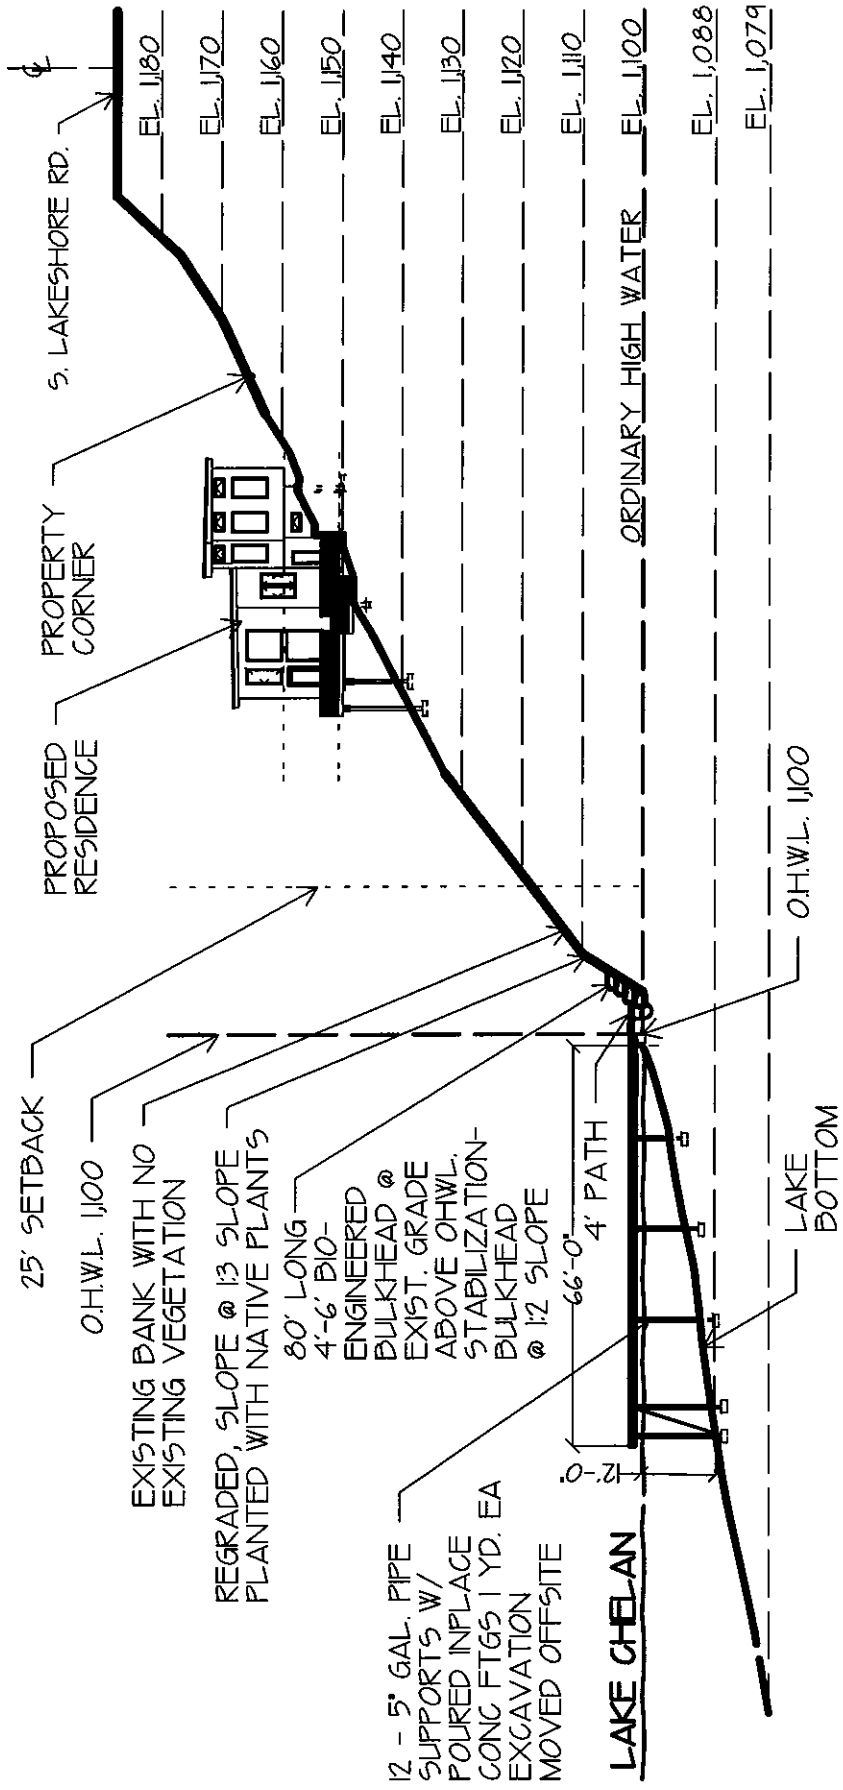 25' SETBACK
O.H.W.L. 1,100
EXISTING BANK WITH NO
EXISTING VEGETATION
REGRADED, SLOPE @ 1:3 SLOPE
PLANTED WITH NATIVE PLANTS
80' LONG
4'-6' BIO-
ENGINEERED
BULKHEAD @
EXIST. GRADE
ABOVE OHWL.
STABILIZATION-
BULKHEAD
@ 1:2 SLOPE
12 - 5" GAL. PIPE
SUPPORTS W/
POURED INPLACE
CONC FTGS 1 YD. EA
EXCAVATION
MOVED OFFSITE
LAKE CHELAN
12'-0"
66'-0"
4' PATH
LAKE
BOTTOM
O.H.W.L. 1,100
PROPOSED
RESIDENCE
PROPERTY
CORNER
S. LAKESHORE RD.
CL
EL. 1,180
EL. 1,170
EL. 1,160
EL. 1,150
EL. 1,140
EL. 1,130
EL. 1,120
EL. 1,110
ORDINARY HIGH WATER
EL. 1,100
EL. 1,088
EL. 1,079